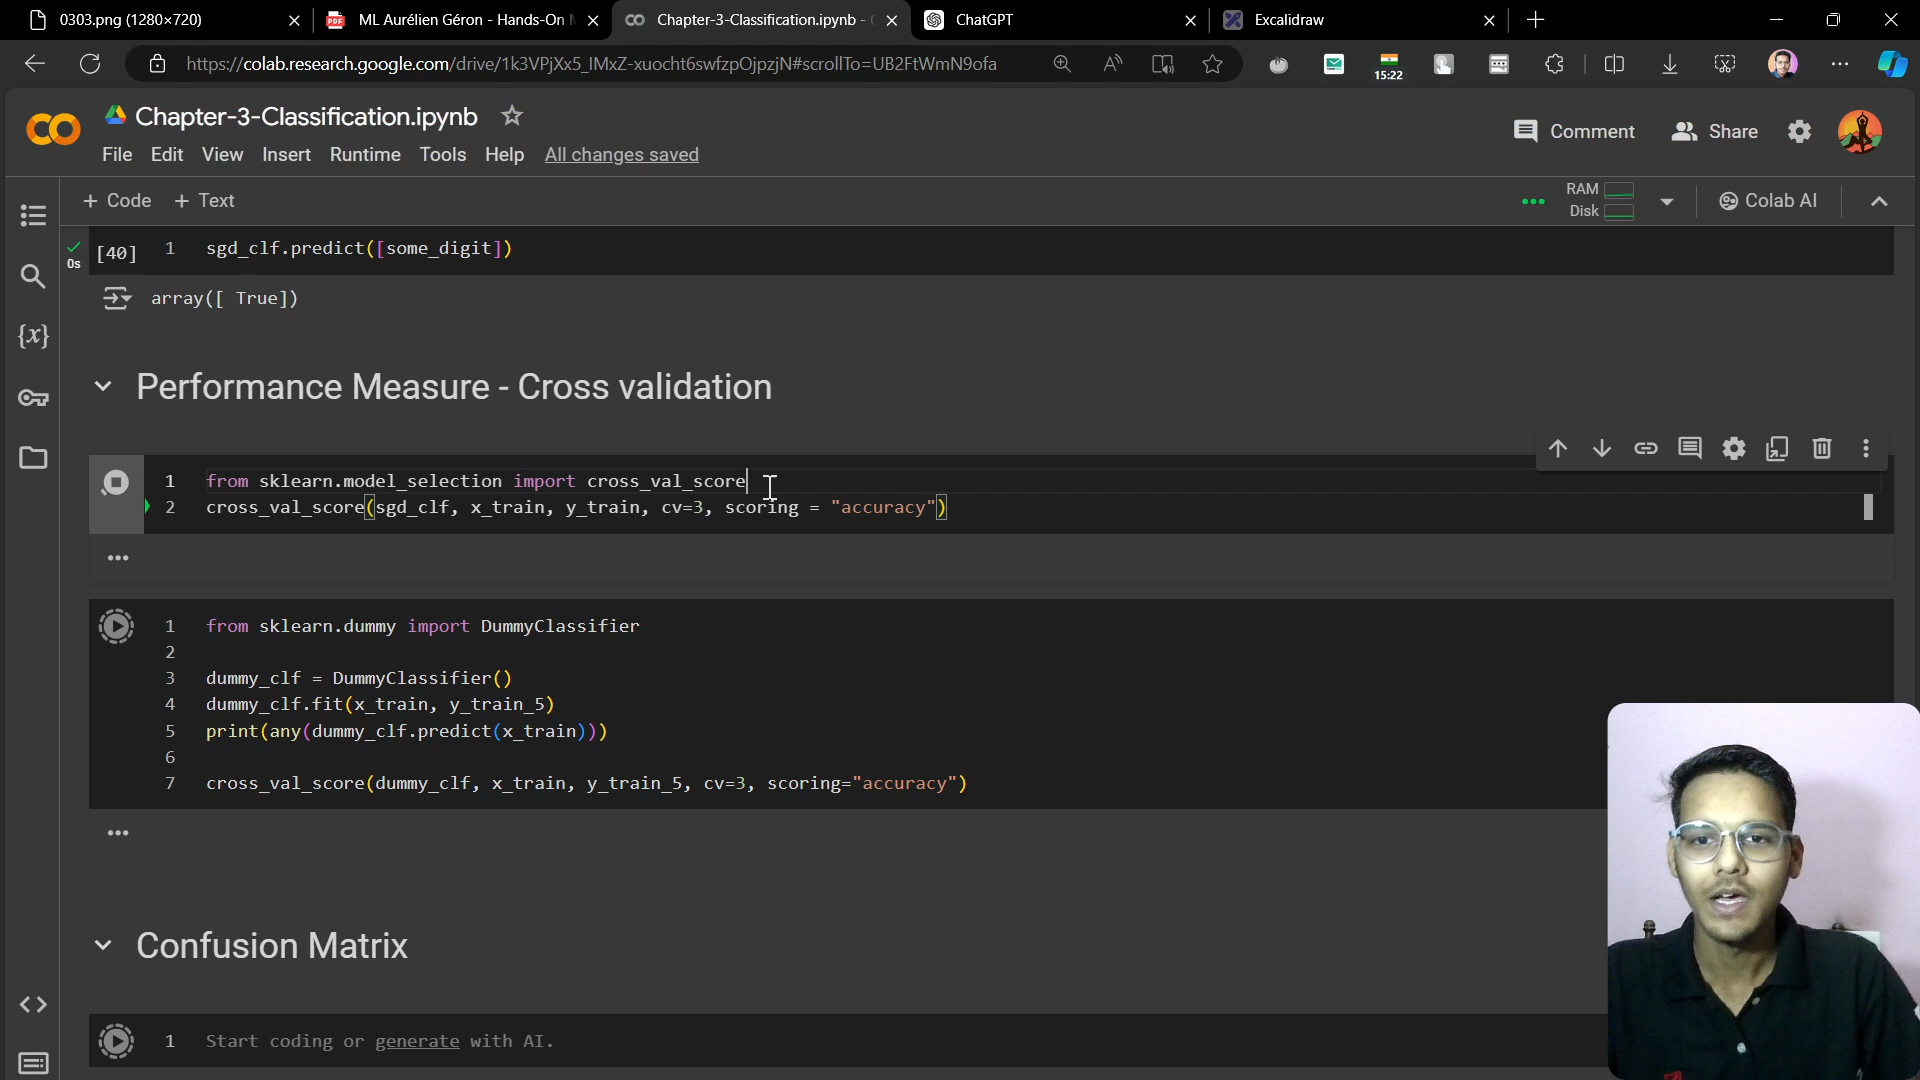 0303.png (1280×720)
ML Aurélien Géron - Hands-On
Chapter-3-Classification.ipynb -
ChatGPT
Excalidraw
https://colab.research.google.com/drive/1k3VPjXx5_IMxZ-xuocht6swfzpOjpzjN#scrollTo=UB2FtWmN9ofa
15:22
Chapter-3-Classification.ipynb
Comment
Share
File Edit View Insert Runtime Tools Help All changes saved
+ Code + Text
RAM
Disk
Colab AI
0s
[40] 1 sgd_clf.predict([some_digit])
array([ True])
Performance Measure - Cross validation
1 from sklearn.model_selection import cross_val_score
2 cross_val_score(sgd_clf, x_train, y_train, cv=3, scoring = "accuracy")
1 from sklearn.dummy import DummyClassifier
2
3 dummy_clf = DummyClassifier()
4 dummy_clf.fit(x_train, y_train_5)
5 print(any(dummy_clf.predict(x_train)))
6
7 cross_val_score(dummy_clf, x_train, y_train_5, cv=3, scoring="accuracy")
Confusion Matrix
1 Start coding or generate with AI.